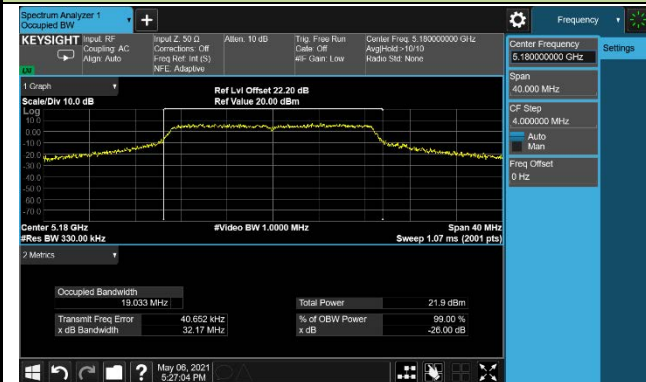 Spectrum Analyzer 1
Occupied BW
Frequency
KEYSIGHT
Input: RF
Coupling: AC
Align: Auto
Input Z: 50 Ω
Corrections: Off
Freq Ref: Int (S)
NFE: Adaptive
Atten: 10 dB
Trig: Free Run
Gate: Off
#IF Gain: Low
Center Freq: 5.180000000 GHz
Avg|Hold:>10/10
Radio Std: None
Center Frequency
5.180000000 GHz
Settings
Span
40.000 MHz
CF Step
4.000000 MHz
Auto
Man
Freq Offset
0 Hz
1 Graph
Scale/Div 10.0 dB
Ref Lvl Offset 22.20 dB
Ref Value 20.00 dBm
Log
10.0
0.00
-10.0
-20.0
-30.0
-40.0
-50.0
-60.0
-70.0
Center 5.18 GHz
#Video BW 1.0000 MHz
Span 40 MHz
#Res BW 330.00 kHz
Sweep 1.07 ms (2001 pts)
2 Metrics
Occupied Bandwidth
19.033 MHz
Total Power 21.9 dBm
Transmit Freq Error 40.652 kHz
% of OBW Power 99.00 %
x dB Bandwidth 32.17 MHz
x dB -26.00 dB
May 06, 2021
5:27:04 PM